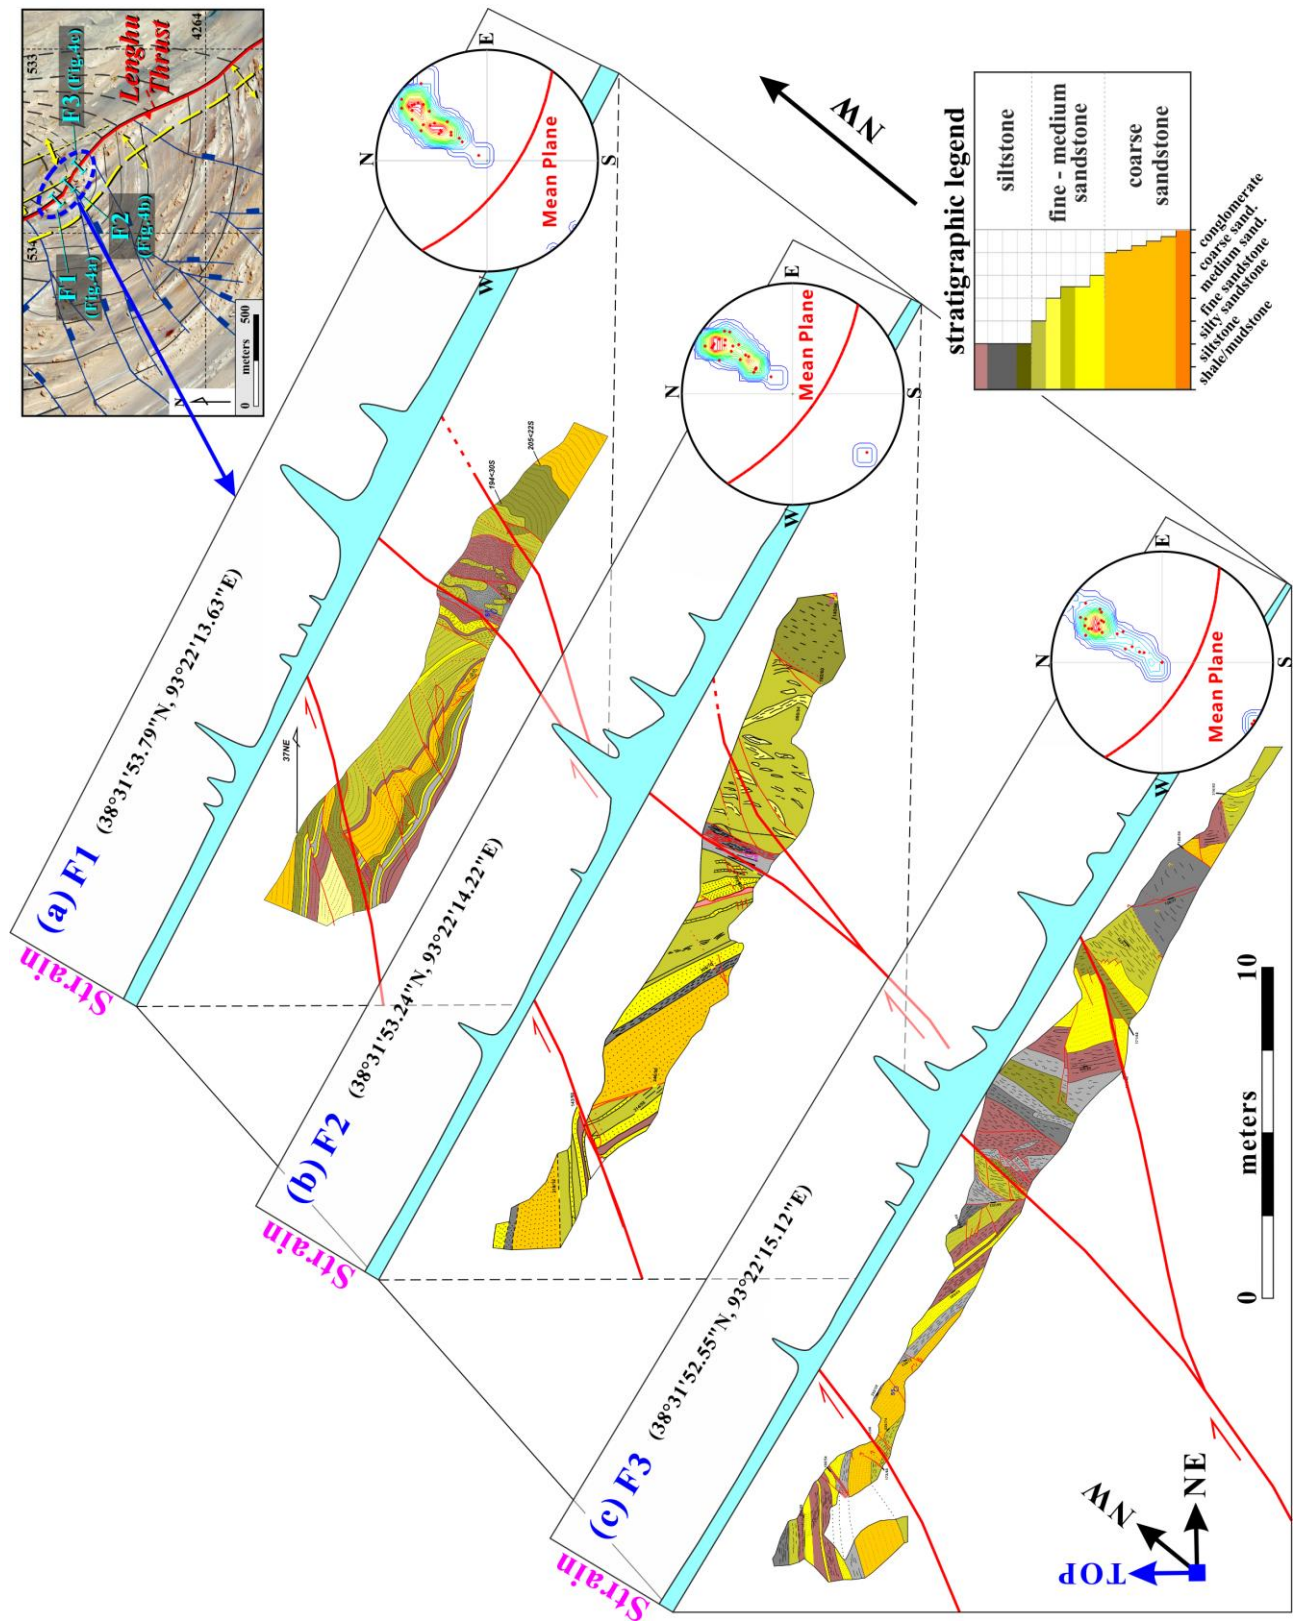 533
4264
534
F3 (Fig.4c)
Lenghu
Thrust
F1
(Fig.4a)
F2
(Fig.4b)
N
0 meters 500
(a) F1 (38°31'53.79"N, 93°22'13.63"E)
Strain
37NE
194<30S
205<22S
N
E
S
W
Mean Plane
NW
(b) F2 (38°31'53.24"N, 93°22'14.22"E)
Strain
N
E
S
W
Mean Plane
(c) F3 (38°31'52.55"N, 93°22'15.12"E)
Strain
N
E
S
W
Mean Plane
stratigraphic legend
siltstone
fine - medium
sandstone
coarse
sandstone
shale/mudstone
siltstone
silty sandstone
fine sandstone
medium sand.
coarse sand.
conglomerate
0 meters 10
TOP
NW
NE